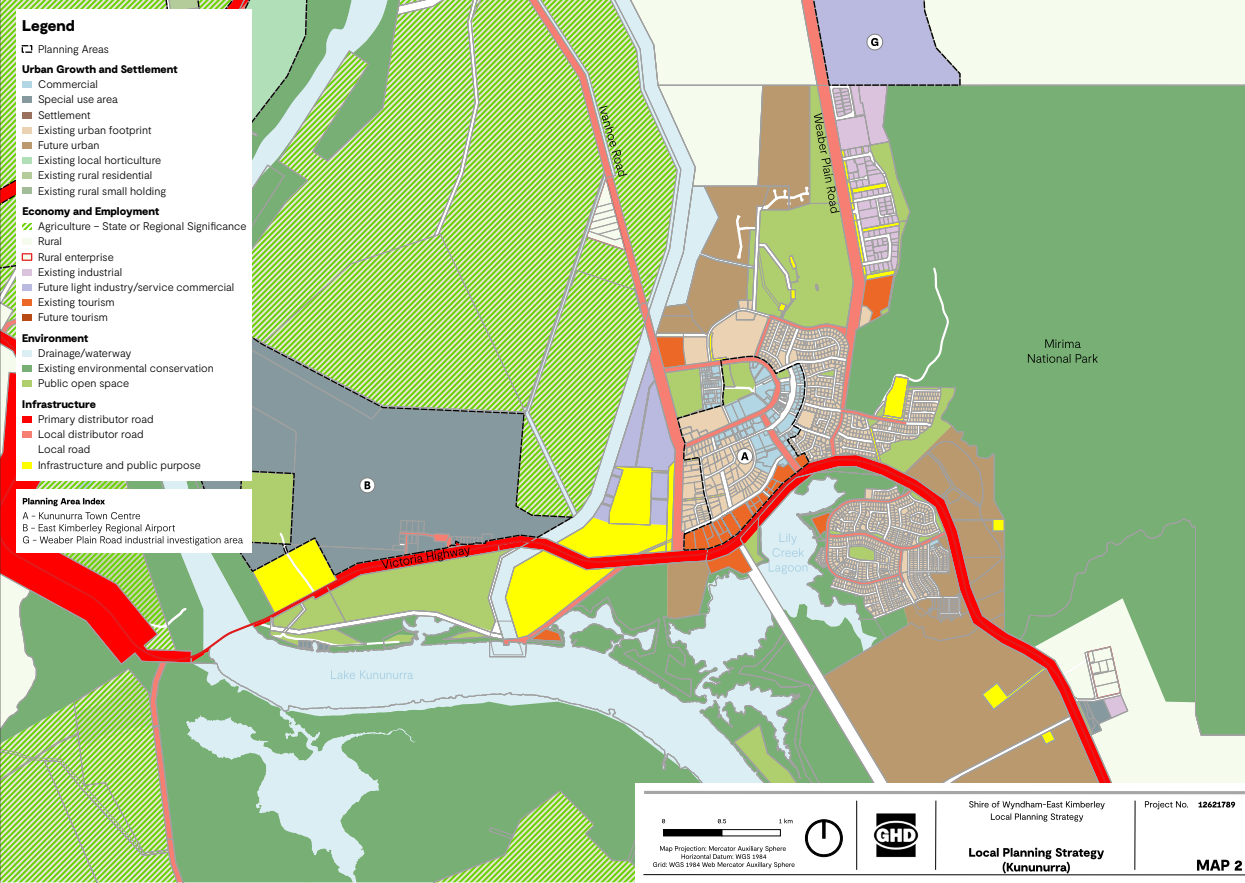 Legend
Planning Areas
Urban Growth and Settlement
Commercial
Special use area
Settlement
Existing urban footprint
Future urban
Existing local horticulture
Existing rural residential
Existing rural small holding
Economy and Employment
Agriculture – State or Regional Significance
Rural
Rural enterprise
Existing industrial
Future light industry/service commercial
Existing tourism
Future tourism
Environment
Drainage/waterway
Existing environmental conservation
Public open space
Infrastructure
Primary distributor road
Local distributor road
Local road
Infrastructure and public purpose
Planning Area Index
A – Kununurra Town Centre
B – East Kimberley Regional Airport
G – Weaber Plain Road industrial investigation area
G
Ivanhoe Road
Weaber Plain Road
Mirima
National Park
A
B
Victoria Highway
Lily
Creek
Lagoon
Lake Kununurra
0 0.5 1 km
Map Projection: Mercator Auxiliary Sphere
Horizontal Datum: WGS 1984
Grid: WGS 1984 Web Mercator Auxillary Sphere
GHD
Shire of Wyndham-East Kimberley
Local Planning Strategy
Local Planning Strategy
(Kununurra)
Project No. 12621789
MAP 2